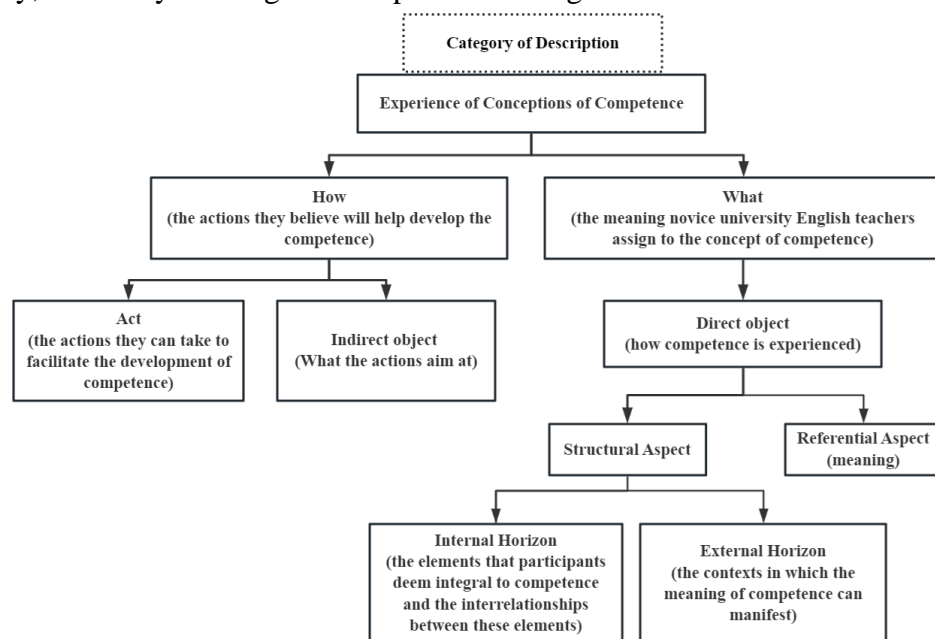 Category of Description
Experience of Conceptions of Competence
How
(the actions they believe will help develop the
competence)
What
(the meaning novice university English teachers
assign to the concept of competence)
Act
(the actions they can take to
facilitate the development of
competence)
Indirect object
(What the actions aim at)
Direct object
(how competence is experienced)
Structural Aspect
Referential Aspect
(meaning)
Internal Horizon
(the elements that participants
deem integral to competence
and the interrelationships
between these elements)
External Horizon
(the contexts in which the
meaning of competence can
manifest)